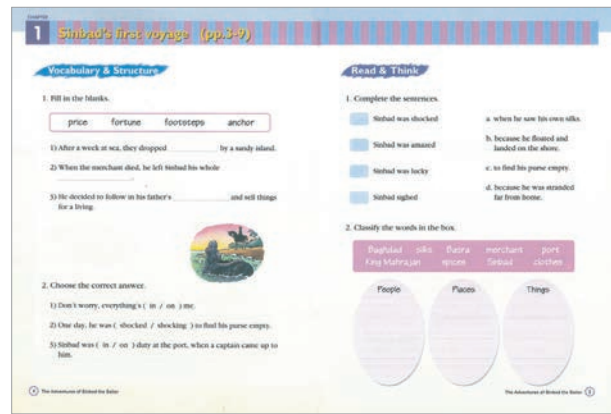 CHAPTER
1 Sinbad's first voyage (pp.3-9)
Vocabulary & Structure
1. Fill in the blanks.
price fortune footsteps anchor
1) After a week at sea, they dropped by a sandy island.
2) When the merchant died, he left Sinbad his whole
.
3) He decided to follow in his father's and sell things
for a living.
2. Choose the correct answer.
1) Don't worry, everything's ( in / on ) me.
2) One day, he was ( shocked / shocking ) to find his purse empty.
3) Sinbad was ( in / on ) duty at the port, when a captain came up to
him.
4 The Adventures of Sinbad the Sailor
Read & Think
1. Complete the sentences.
Sinbad was shocked
Sinbad was amazed
Sinbad was lucky
Sinbad sighed
a. when he saw his own silks.
b. because he floated and
landed on the shore.
c. to find his purse empty.
d. because he was stranded
far from home.
2. Classify the words in the box.
Baghdad silks Basra merchant port
King Mahrajan spices Sinbad clothes
People Places Things
The Adventures of Sinbad the Sailor 5